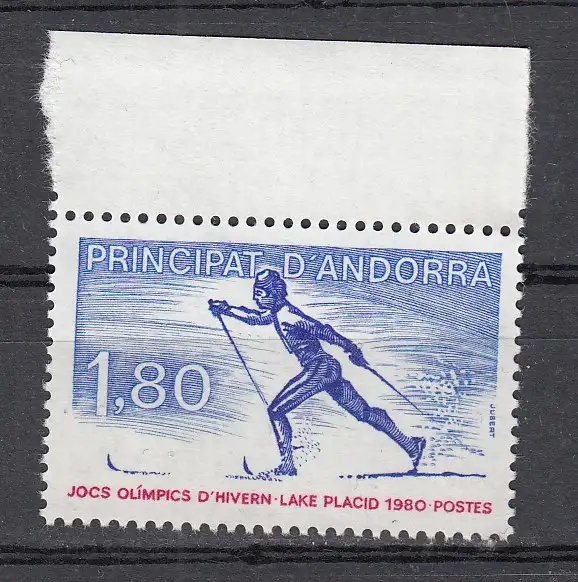 PRINCIPAT D'ANDORRA
1,80
JUBERT
JOCS OLÍMPICS D'HIVERN·LAKE PLACID 1980·POSTES